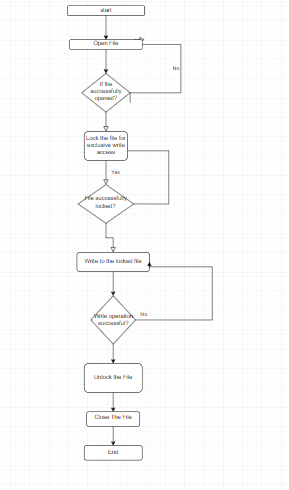 start
Open File
No
If file
successfully
opened?
Lock the file for
exclusive write
access
Yes
File successfully
locked?
Write to the locked file
Write operation
successful?
No
Unlock the File
Close The File
End